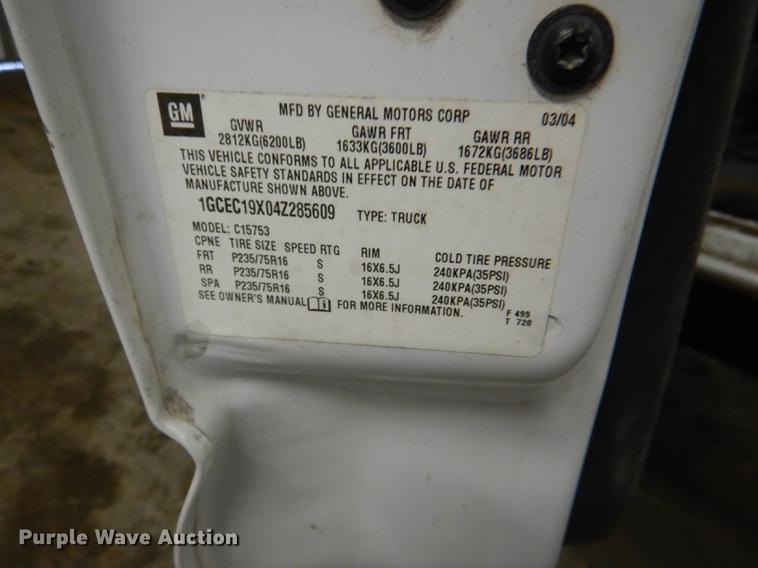 GM ® MFD BY GENERAL MOTORS CORP 03/04
GVWR GAWR FRT GAWR RR
2812KG(6200LB) 1633KG(3600LB) 1672KG(3686LB)
THIS VEHICLE CONFORMS TO ALL APPLICABLE U.S. FEDERAL MOTOR
VEHICLE SAFETY STANDARDS IN EFFECT ON THE DATE OF
MANUFACTURE SHOWN ABOVE.
1GCEC19X04Z285609 TYPE: TRUCK
MODEL: C15753
CPNE TIRE SIZE SPEED RTG RIM COLD TIRE PRESSURE
FRT P235/75R16 S 16X6.5J 240KPA(35PSI)
RR P235/75R16 S 16X6.5J 240KPA(35PSI)
SPA P235/75R16 S 16X6.5J 240KPA(35PSI)
SEE OWNER'S MANUAL FOR MORE INFORMATION.
F 499
T 720
Purple Wave Auction